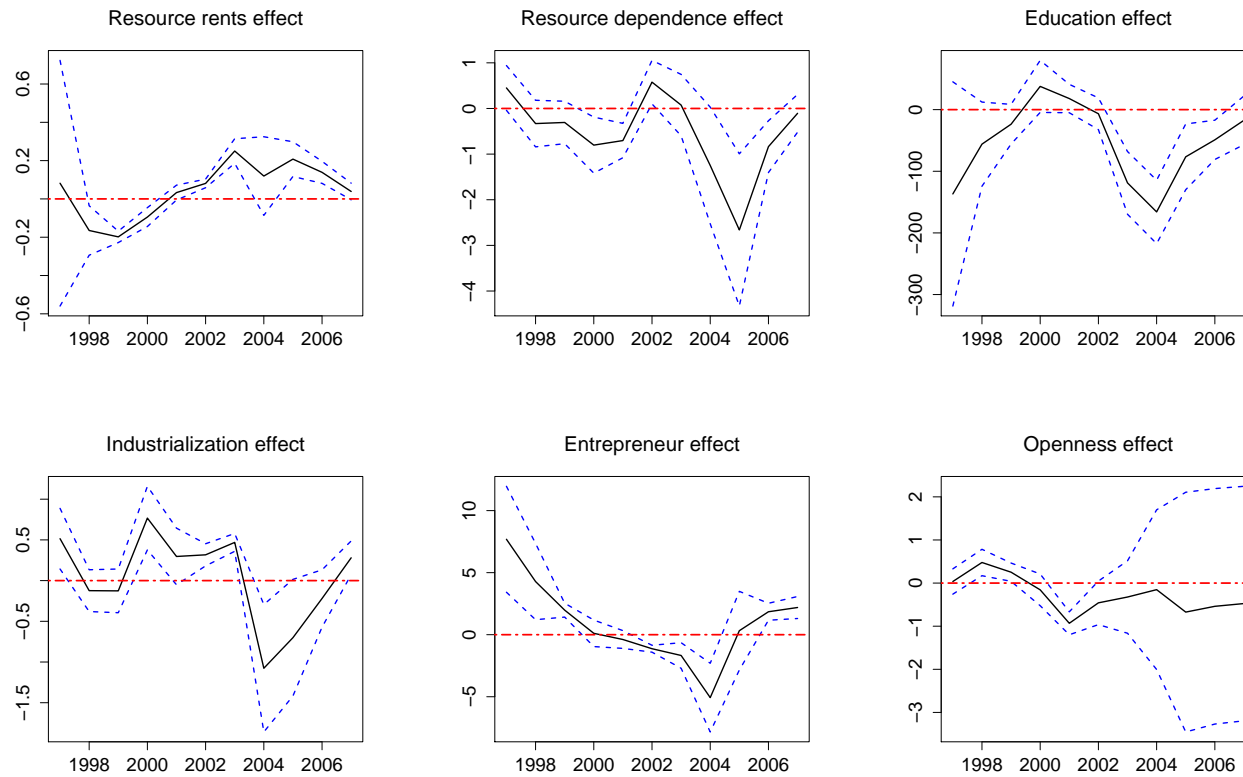 Resource rents effect
0.6
0.2
−0.2
−0.6
1998 2000 2002 2004 2006
Resource dependence effect
1
0
−1
−2
−3
−4
1998 2000 2002 2004 2006
Education effect
0
−100
−200
−300
1998 2000 2002 2004 2006
Industrialization effect
0.5
−0.5
−1.5
1998 2000 2002 2004 2006
Entrepreneur effect
10
5
0
−5
1998 2000 2002 2004 2006
Openness effect
2
1
0
−1
−2
−3
1998 2000 2002 2004 2006